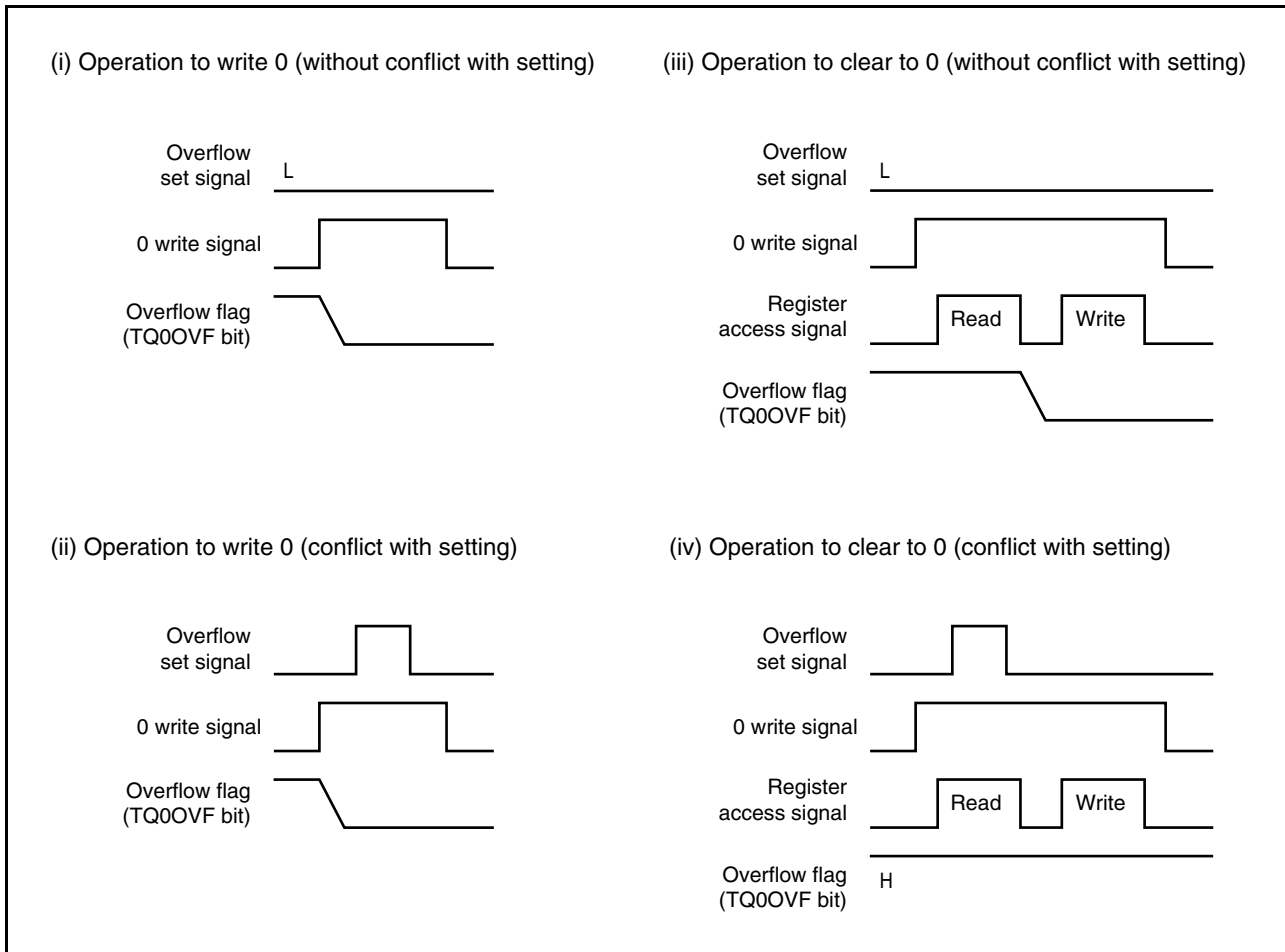 (i) Operation to write 0 (without conflict with setting)
Overflow
set signal
L
0 write signal
Overflow flag
(TQ0OVF bit)
(iii) Operation to clear to 0 (without conflict with setting)
Overflow
set signal
L
0 write signal
Register
access signal
Read
Write
Overflow flag
(TQ0OVF bit)
(ii) Operation to write 0 (conflict with setting)
Overflow
set signal
0 write signal
Overflow flag
(TQ0OVF bit)
(iv) Operation to clear to 0 (conflict with setting)
Overflow
set signal
0 write signal
Register
access signal
Read
Write
Overflow flag
(TQ0OVF bit)
H